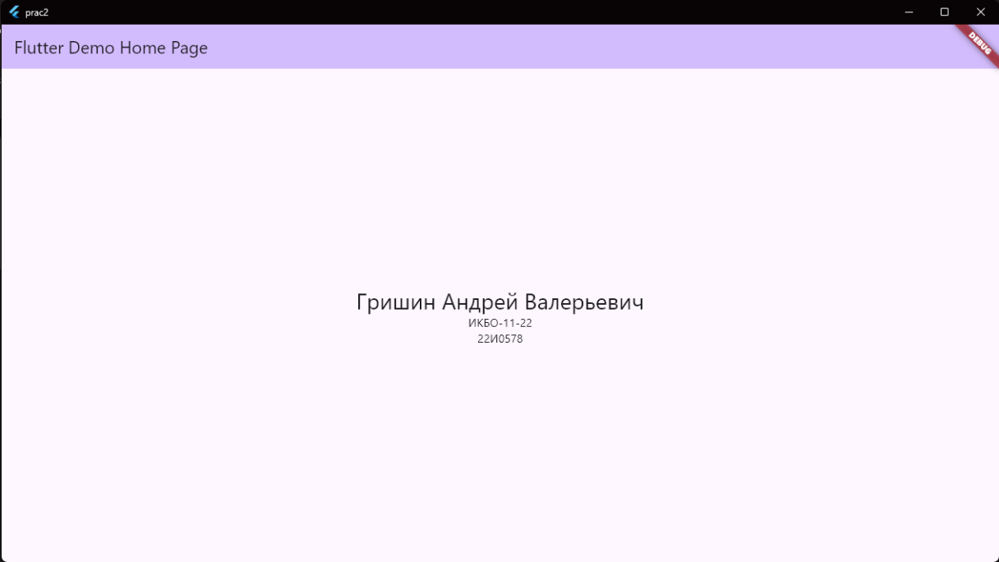 prac2
Flutter Demo Home Page
DEBUG
Гришин Андрей Валерьевич
ИКБО-11-22
22И0578